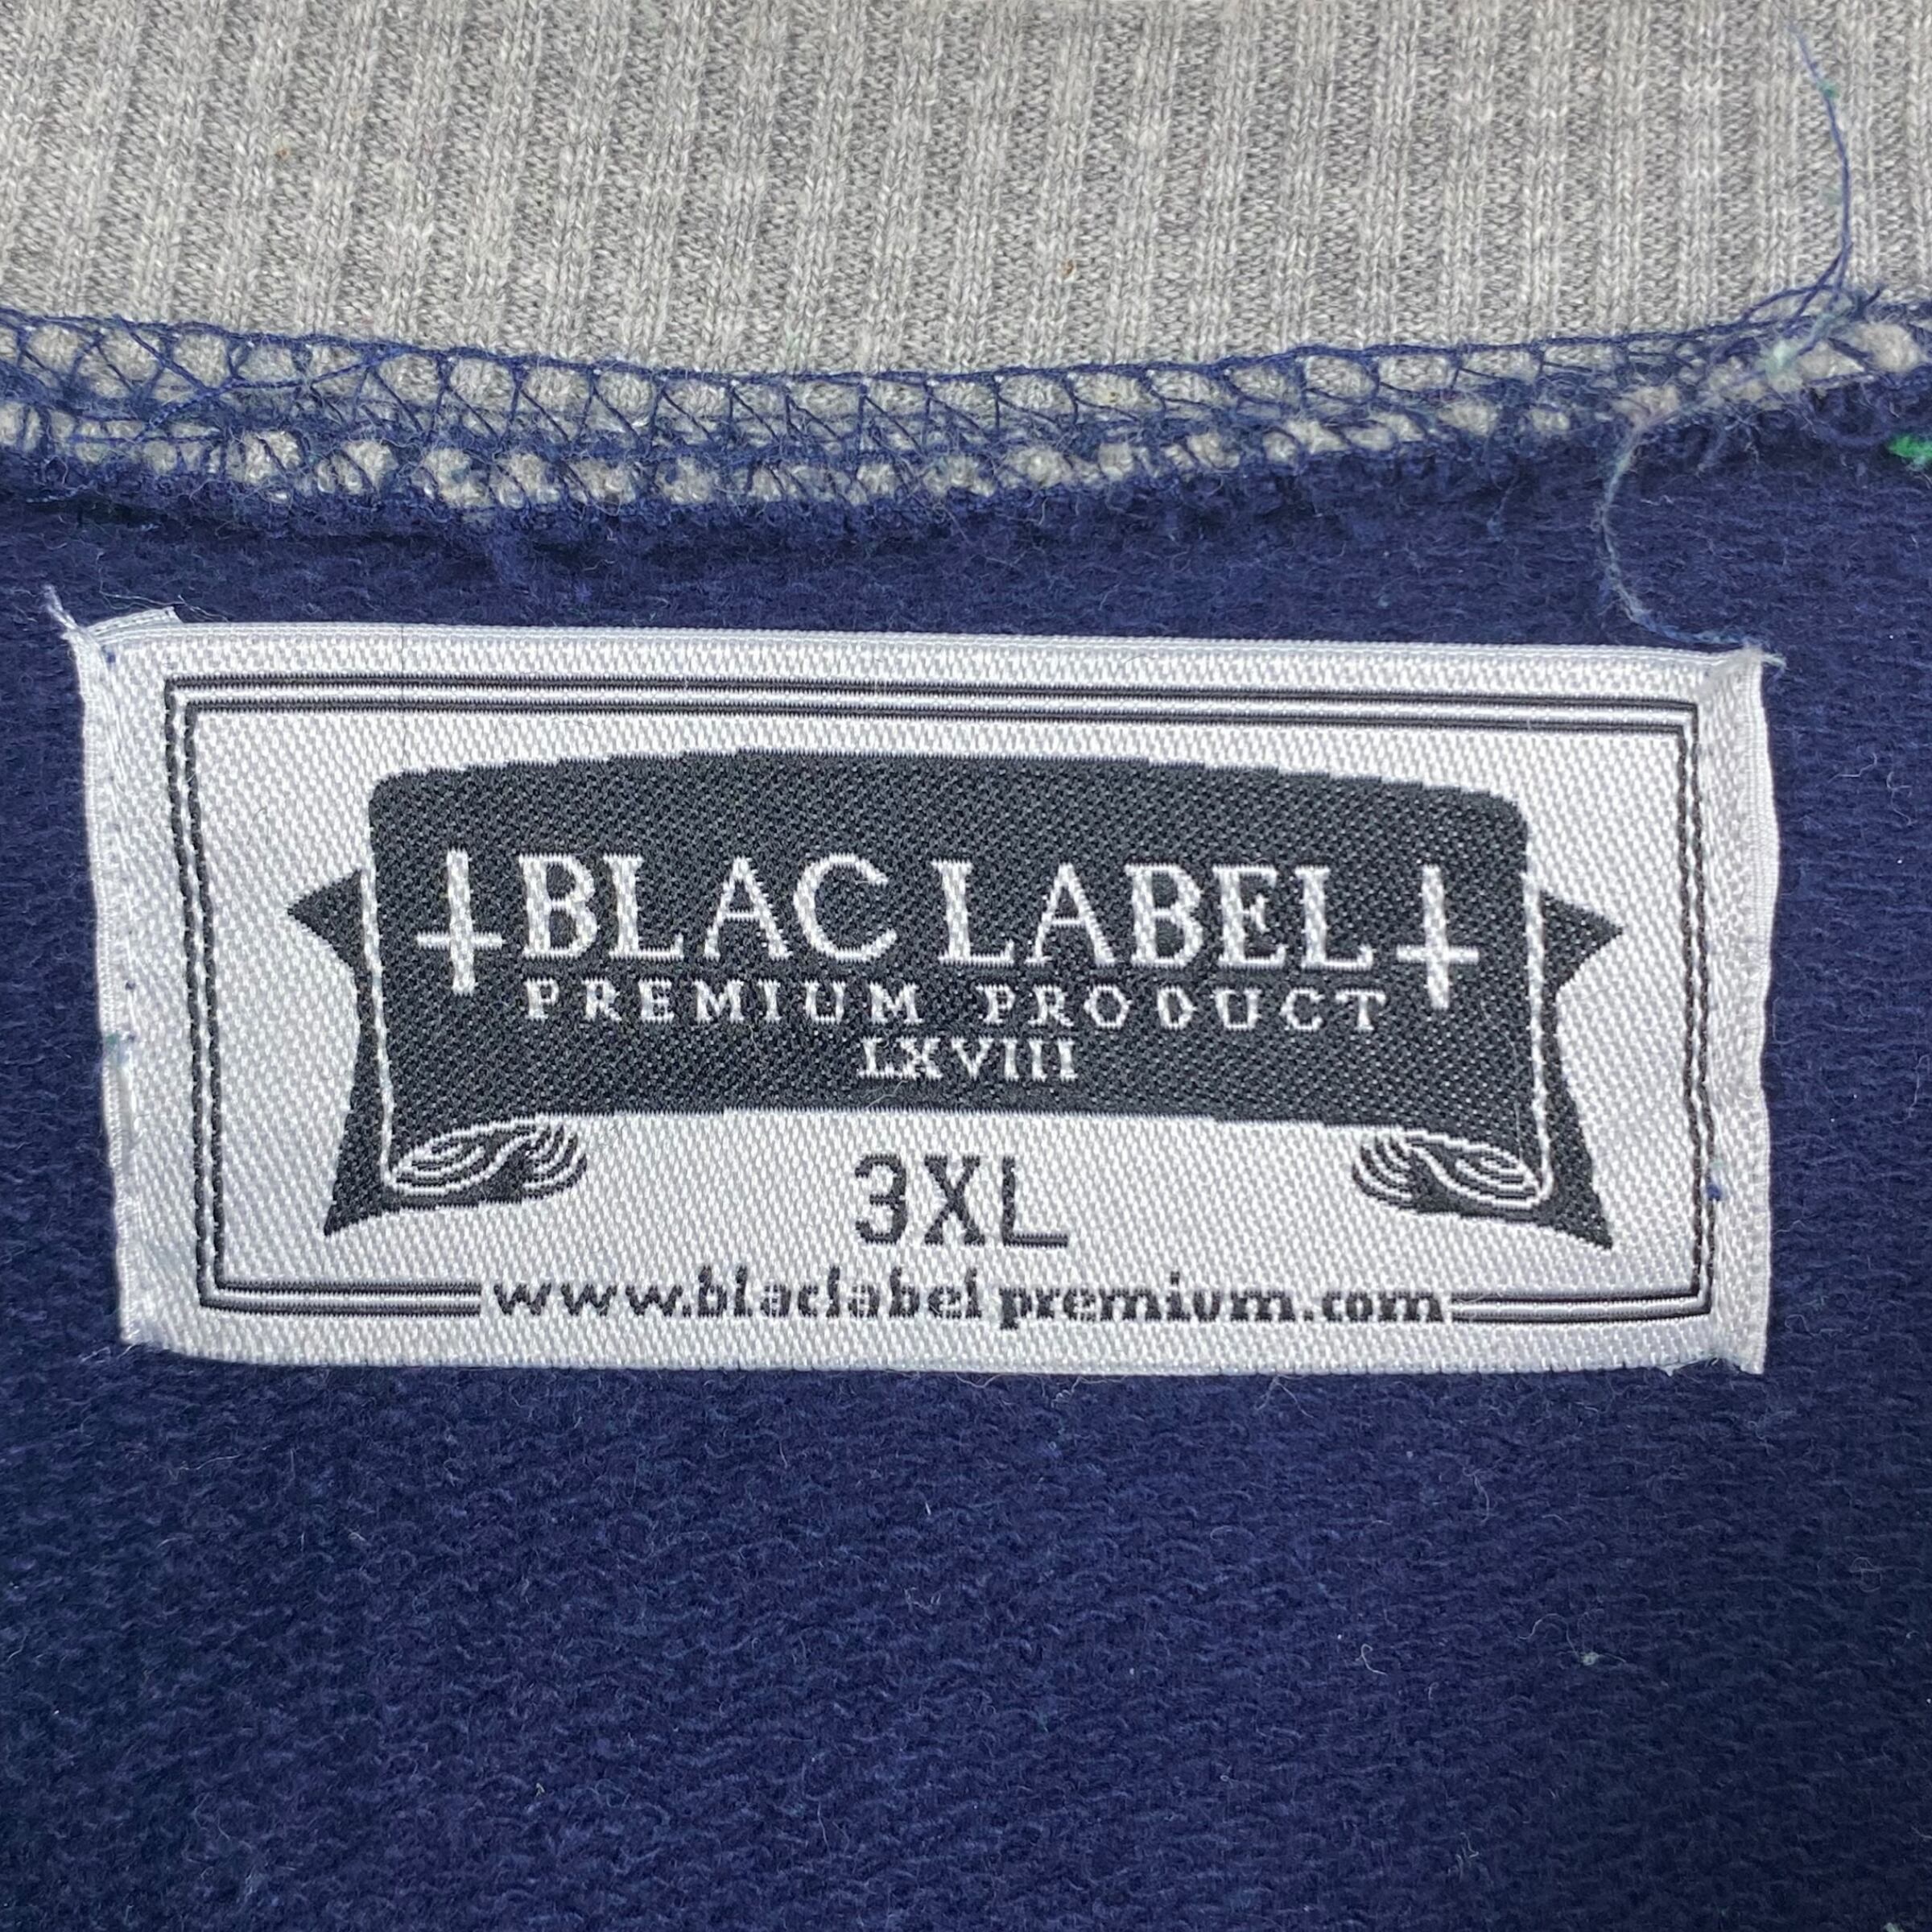 BLAC LABEL
PREMIUM PRODUCT
LXVIII
3XL
www.blaclabelpremium.com